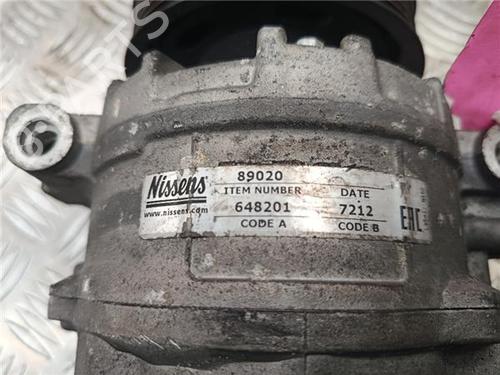 Nissens
www.nissens.com
89020
ITEM NUMBER DATE
648201 7212
CODE A CODE B
EAC